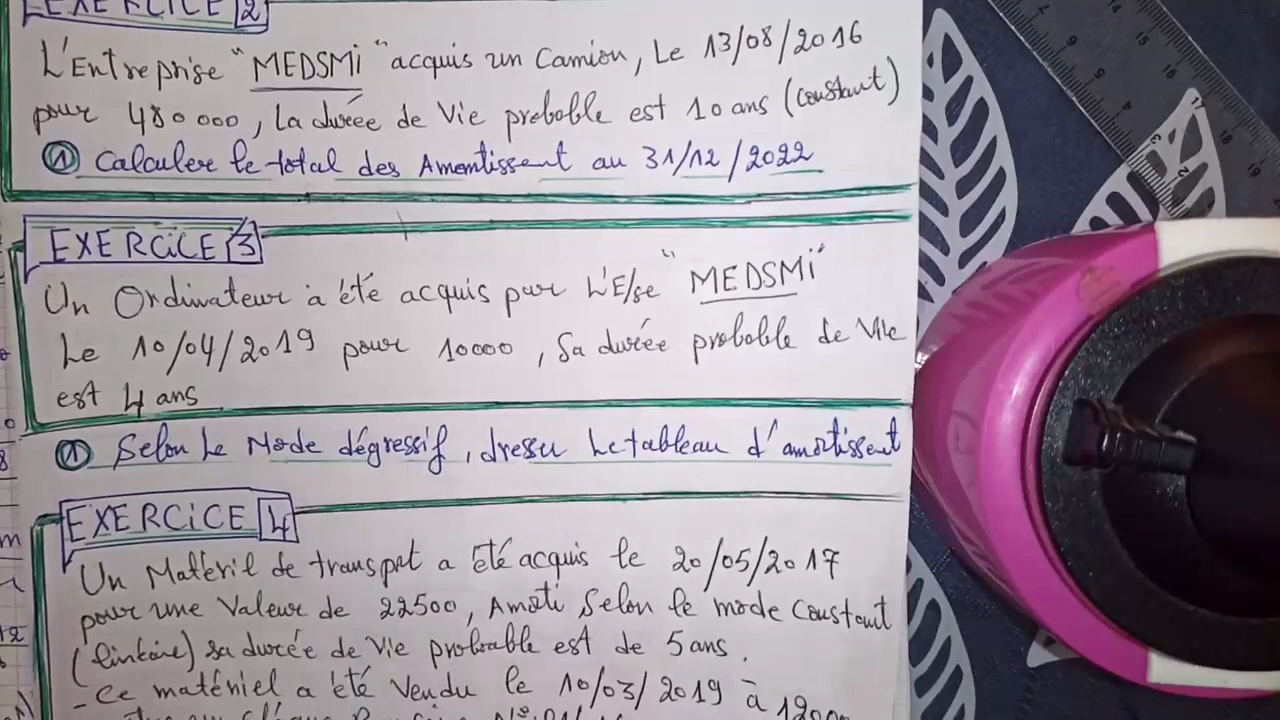 EXERCICE 2
L'Entreprise "MEDSMi" acquis un Camion, Le 13/08/2016
pour 480000, La durée de Vie probable est 10 ans (constant)
① Calculer le total des Amortissent au 31/12/2022
EXERCiCE 3
Un Ordinateur à été acquis par L'E/se "MEDSMi"
Le 10/04/2019 pour 10000, Sa durée probable de Vie
est 4 ans
① Selon Le Mode dégressif, dresser Le tableau d'amortissent
EXERCiCE 4
Un Matériel de transport a été acquis le 20/05/2017
pour une Valeur de 22500, Amorti Selon le mode Constant
(linéaire) sa durée de Vie probable est de 5 ans.
- Ce matériel a été Vendu le 10/03/2019 à